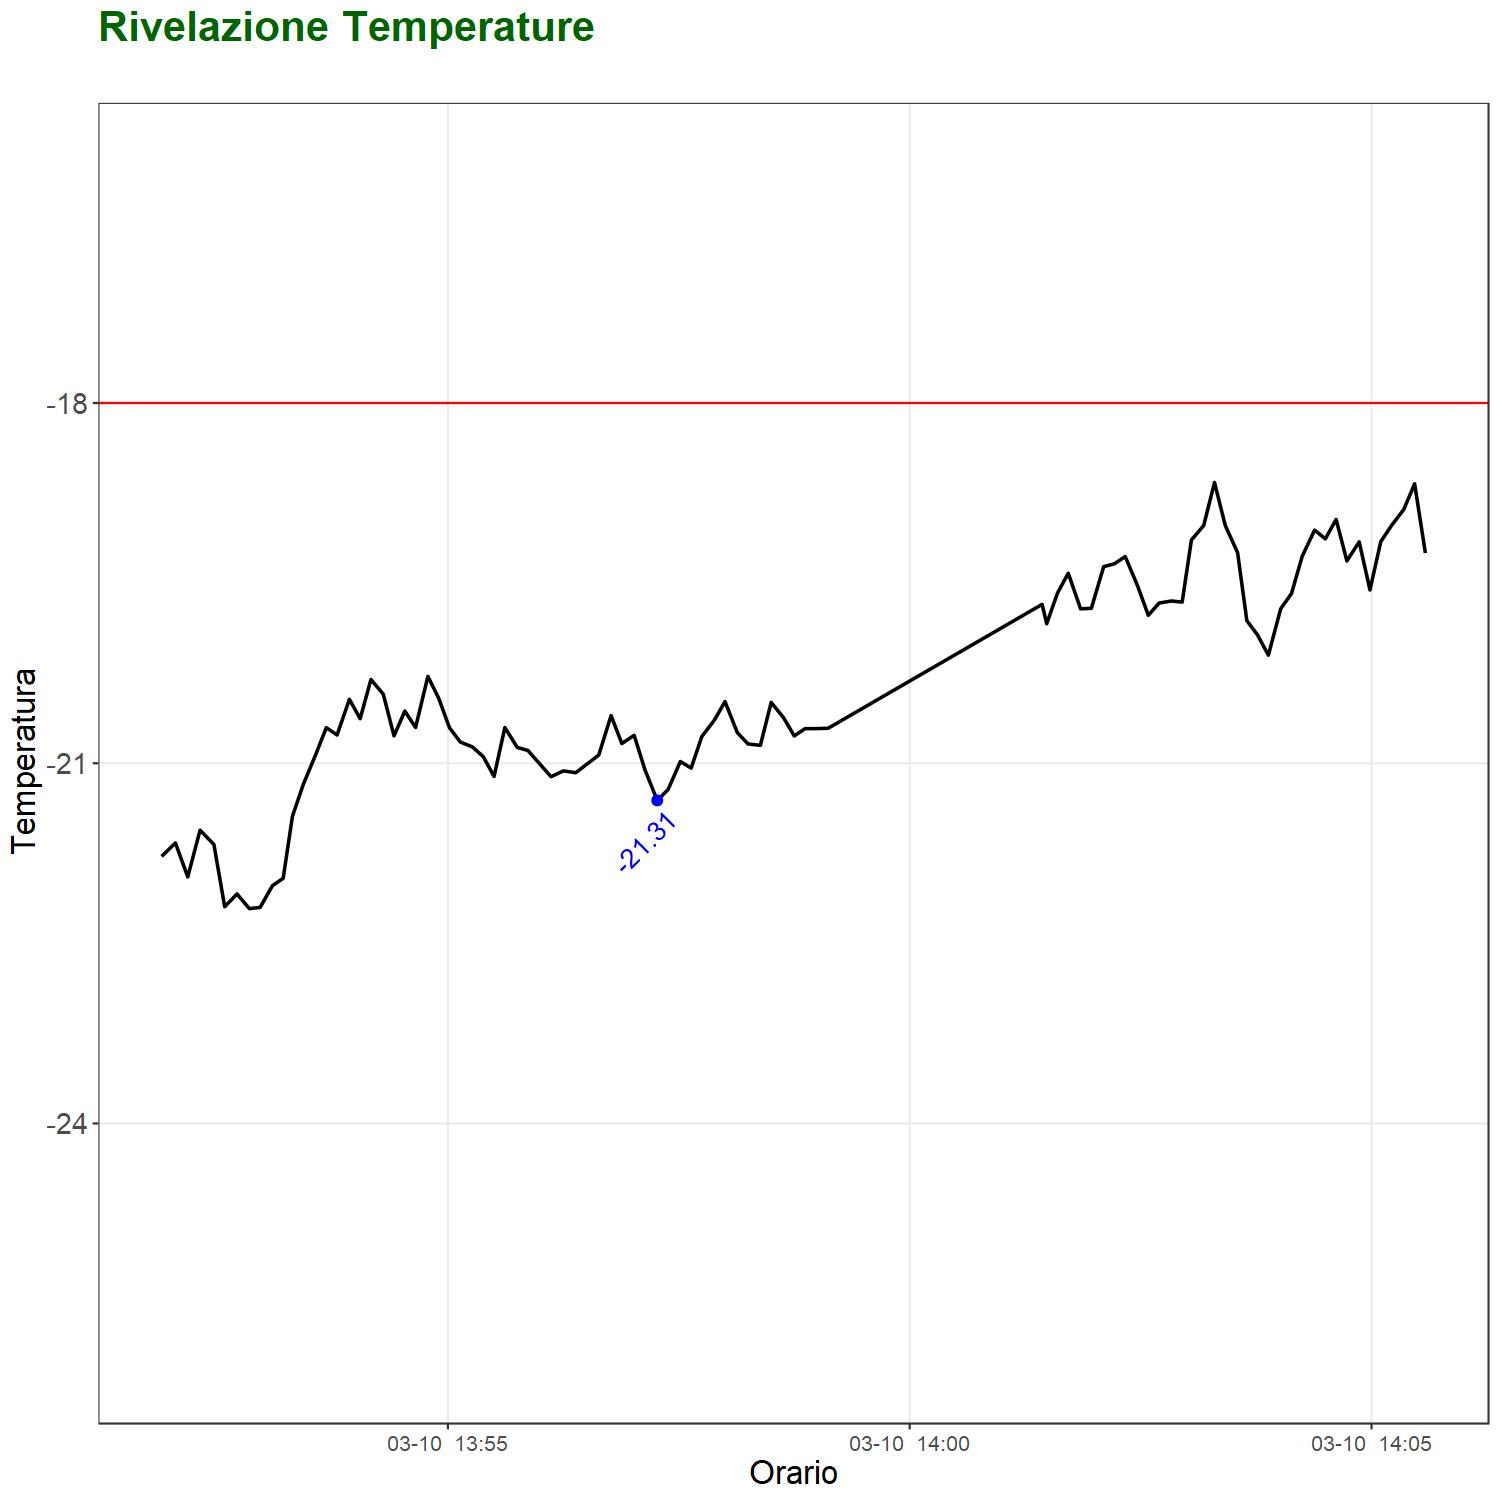 Rivelazione Temperature
-18
-21
-24
Temperatura
-21.31
03-10 13:55
03-10 14:00
03-10 14:05
Orario